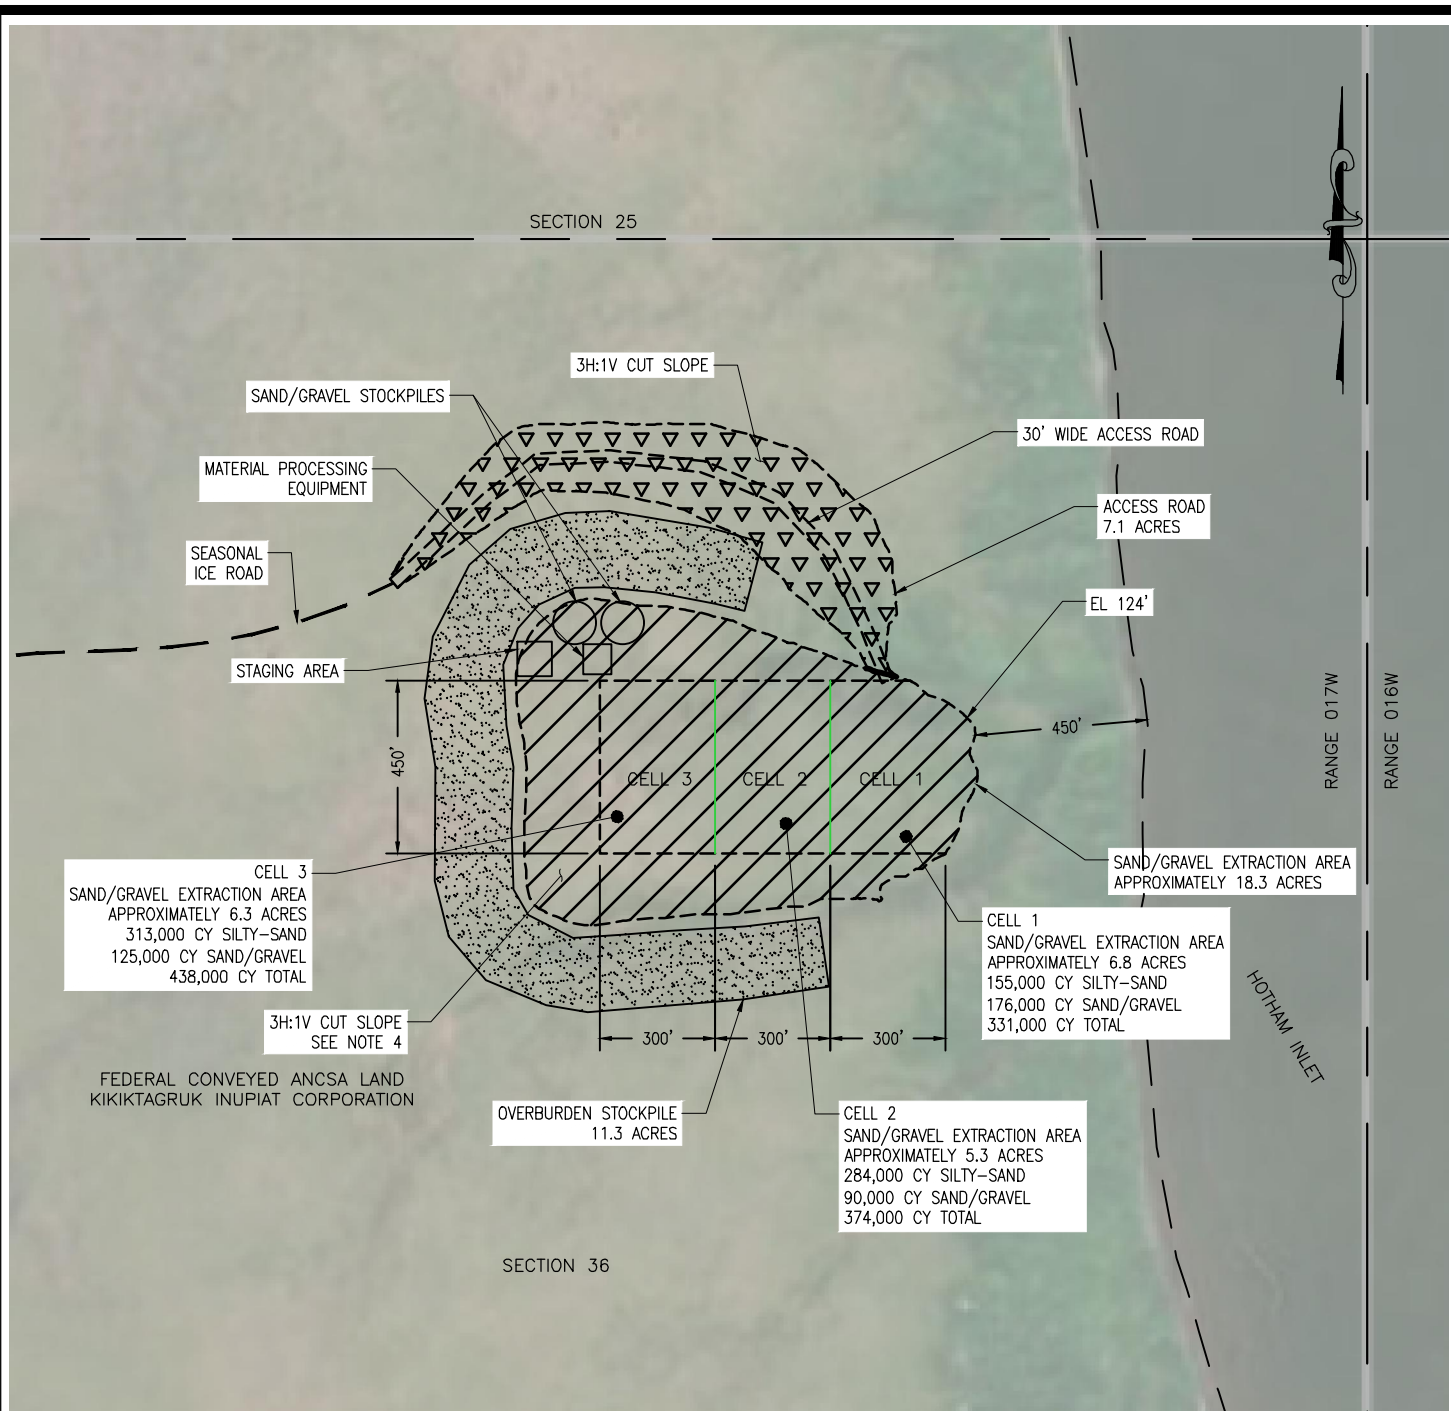 SECTION 25
3H:1V CUT SLOPE
SAND/GRAVEL STOCKPILES
30' WIDE ACCESS ROAD
MATERIAL PROCESSING
EQUIPMENT
ACCESS ROAD
7.1 ACRES
SEASONAL
ICE ROAD
EL 124'
STAGING AREA
450'
450'
RANGE 017W
RANGE 016W
CELL 3
CELL 2
CELL 1
SAND/GRAVEL EXTRACTION AREA
APPROXIMATELY 18.3 ACRES
CELL 3
SAND/GRAVEL EXTRACTION AREA
APPROXIMATELY 6.3 ACRES
313,000 CY SILTY-SAND
125,000 CY SAND/GRAVEL
438,000 CY TOTAL
CELL 1
SAND/GRAVEL EXTRACTION AREA
APPROXIMATELY 6.8 ACRES
155,000 CY SILTY-SAND
176,000 CY SAND/GRAVEL
331,000 CY TOTAL
HOTHAM INLET
3H:1V CUT SLOPE
SEE NOTE 4
300'
300'
300'
FEDERAL CONVEYED ANCSA LAND
KIKIKTAGRUK INUPIAT CORPORATION
OVERBURDEN STOCKPILE
11.3 ACRES
CELL 2
SAND/GRAVEL EXTRACTION AREA
APPROXIMATELY 5.3 ACRES
284,000 CY SILTY-SAND
90,000 CY SAND/GRAVEL
374,000 CY TOTAL
SECTION 36